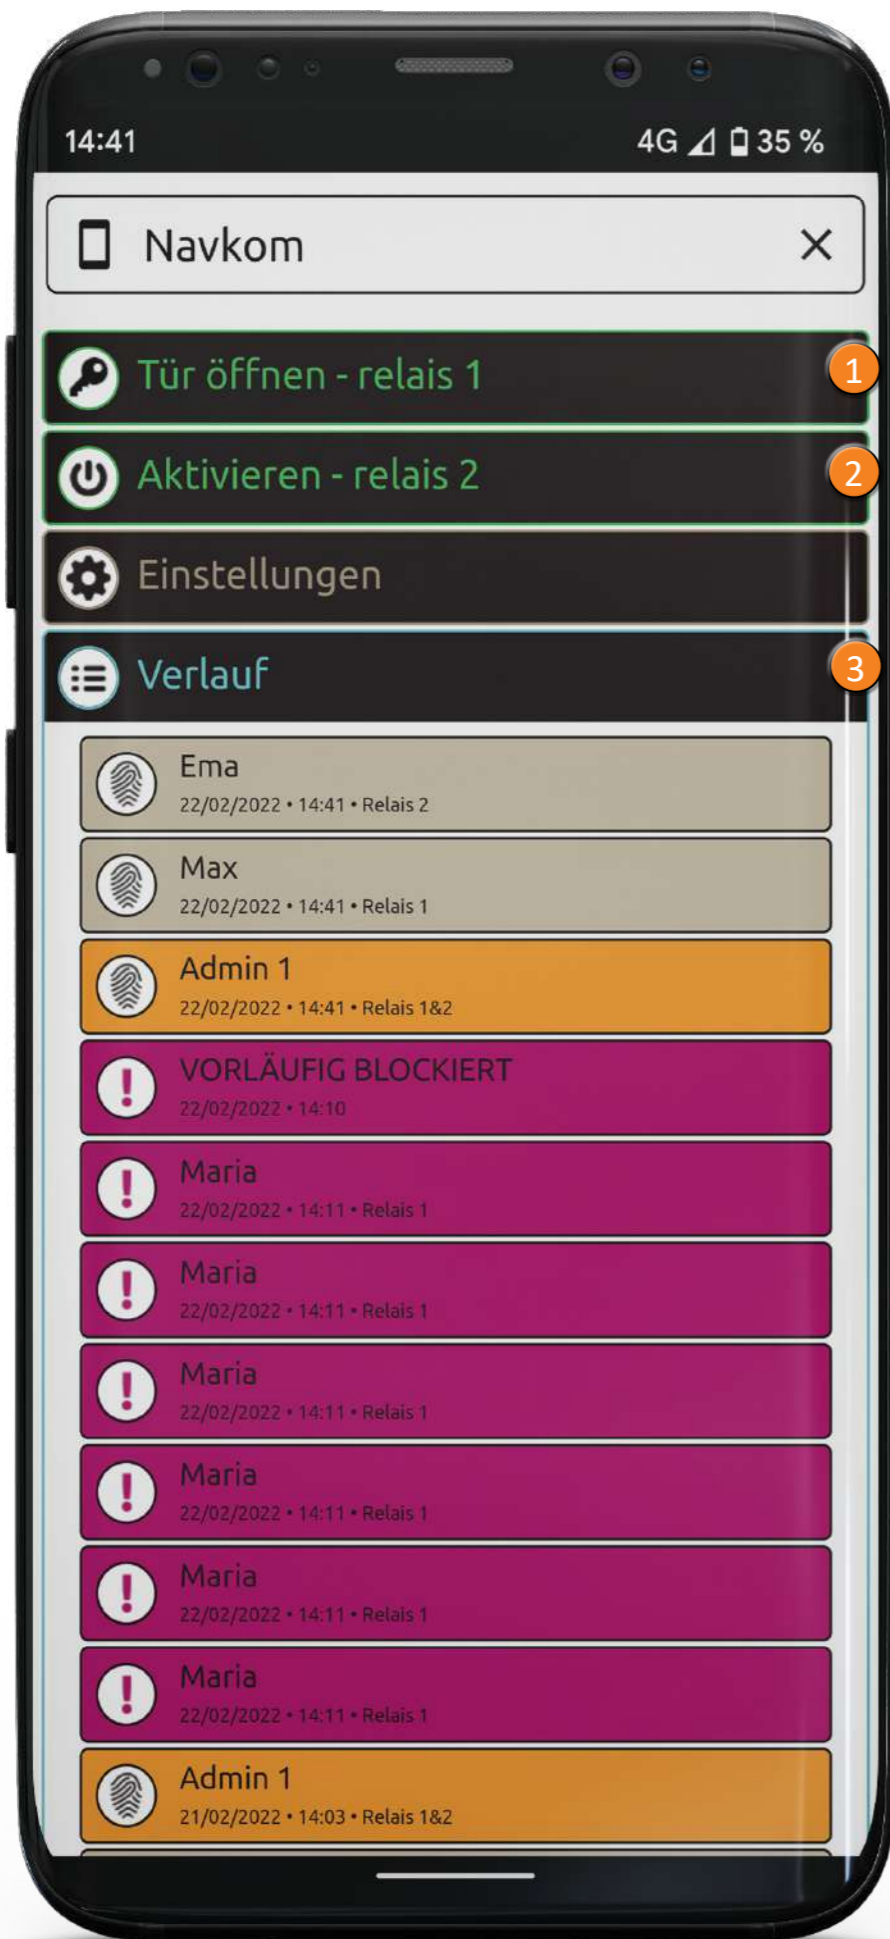 14:41
4G 35 %
Navkom
Tür öffnen - relais 1
1
Aktivieren - relais 2
2
Einstellungen
Verlauf
3
Ema
22/02/2022 • 14:41 • Relais 2
Max
22/02/2022 • 14:41 • Relais 1
Admin 1
22/02/2022 • 14:41 • Relais 1&2
VORLÄUFIG BLOCKIERT
22/02/2022 • 14:10
Maria
22/02/2022 • 14:11 • Relais 1
Maria
22/02/2022 • 14:11 • Relais 1
Maria
22/02/2022 • 14:11 • Relais 1
Maria
22/02/2022 • 14:11 • Relais 1
Maria
22/02/2022 • 14:11 • Relais 1
Maria
22/02/2022 • 14:11 • Relais 1
Admin 1
21/02/2022 • 14:03 • Relais 1&2